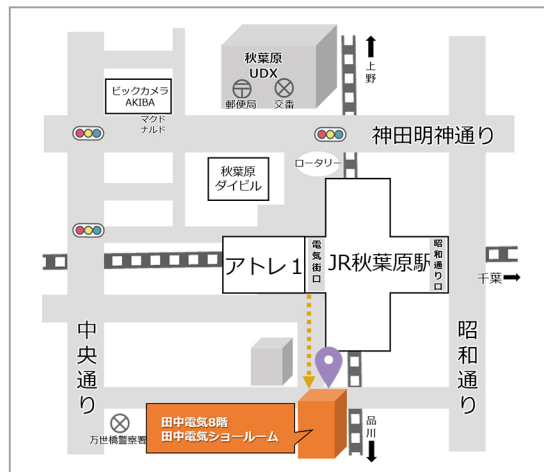 秋葉原
UDX
郵便局
交番
上野
ビックカメラ
AKIBA
マクド
ナルド
神田明神通り
ロータリー
秋葉原
ダイビル
アトレ1
電気街口
JR秋葉原駅
昭和通り口
千葉
中央通り
昭和通り
万世橋警察署
田中電気8階
田中電気ショールーム
品川